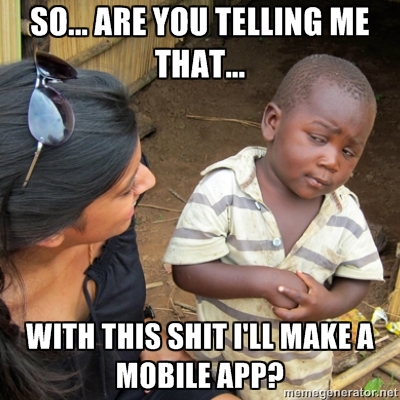 SO... ARE YOU TELLING ME
THAT...
WITH THIS SHIT I'LL MAKE A
MOBILE APP?
memegenerator.net